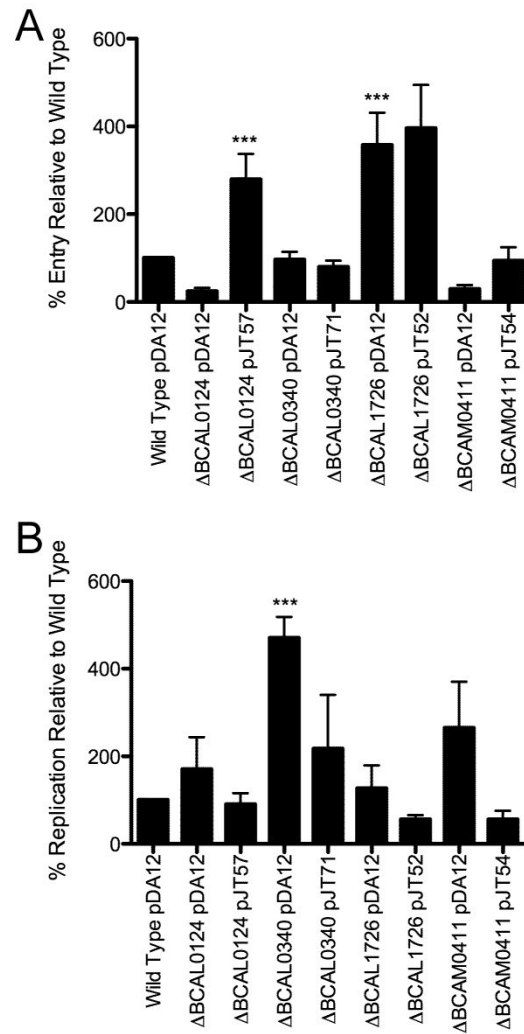 A
% Entry Relative to Wild Type
600
400
200
0
***
***
Wild Type pDA12
ΔBCAL0124 pDA12
ΔBCAL0124 pJT57
ΔBCAL0340 pDA12
ΔBCAL0340 pJT71
ΔBCAL1726 pDA12
ΔBCAL1726 pJT52
ΔBCAM0411 pDA12
ΔBCAM0411 pJT54
B
% Replication Relative to Wild Type
600
400
200
0
***
Wild Type pDA12
ΔBCAL0124 pDA12
ΔBCAL0124 pJT57
ΔBCAL0340 pDA12
ΔBCAL0340 pJT71
ΔBCAL1726 pDA12
ΔBCAL1726 pJT52
ΔBCAM0411 pDA12
ΔBCAM0411 pJT54